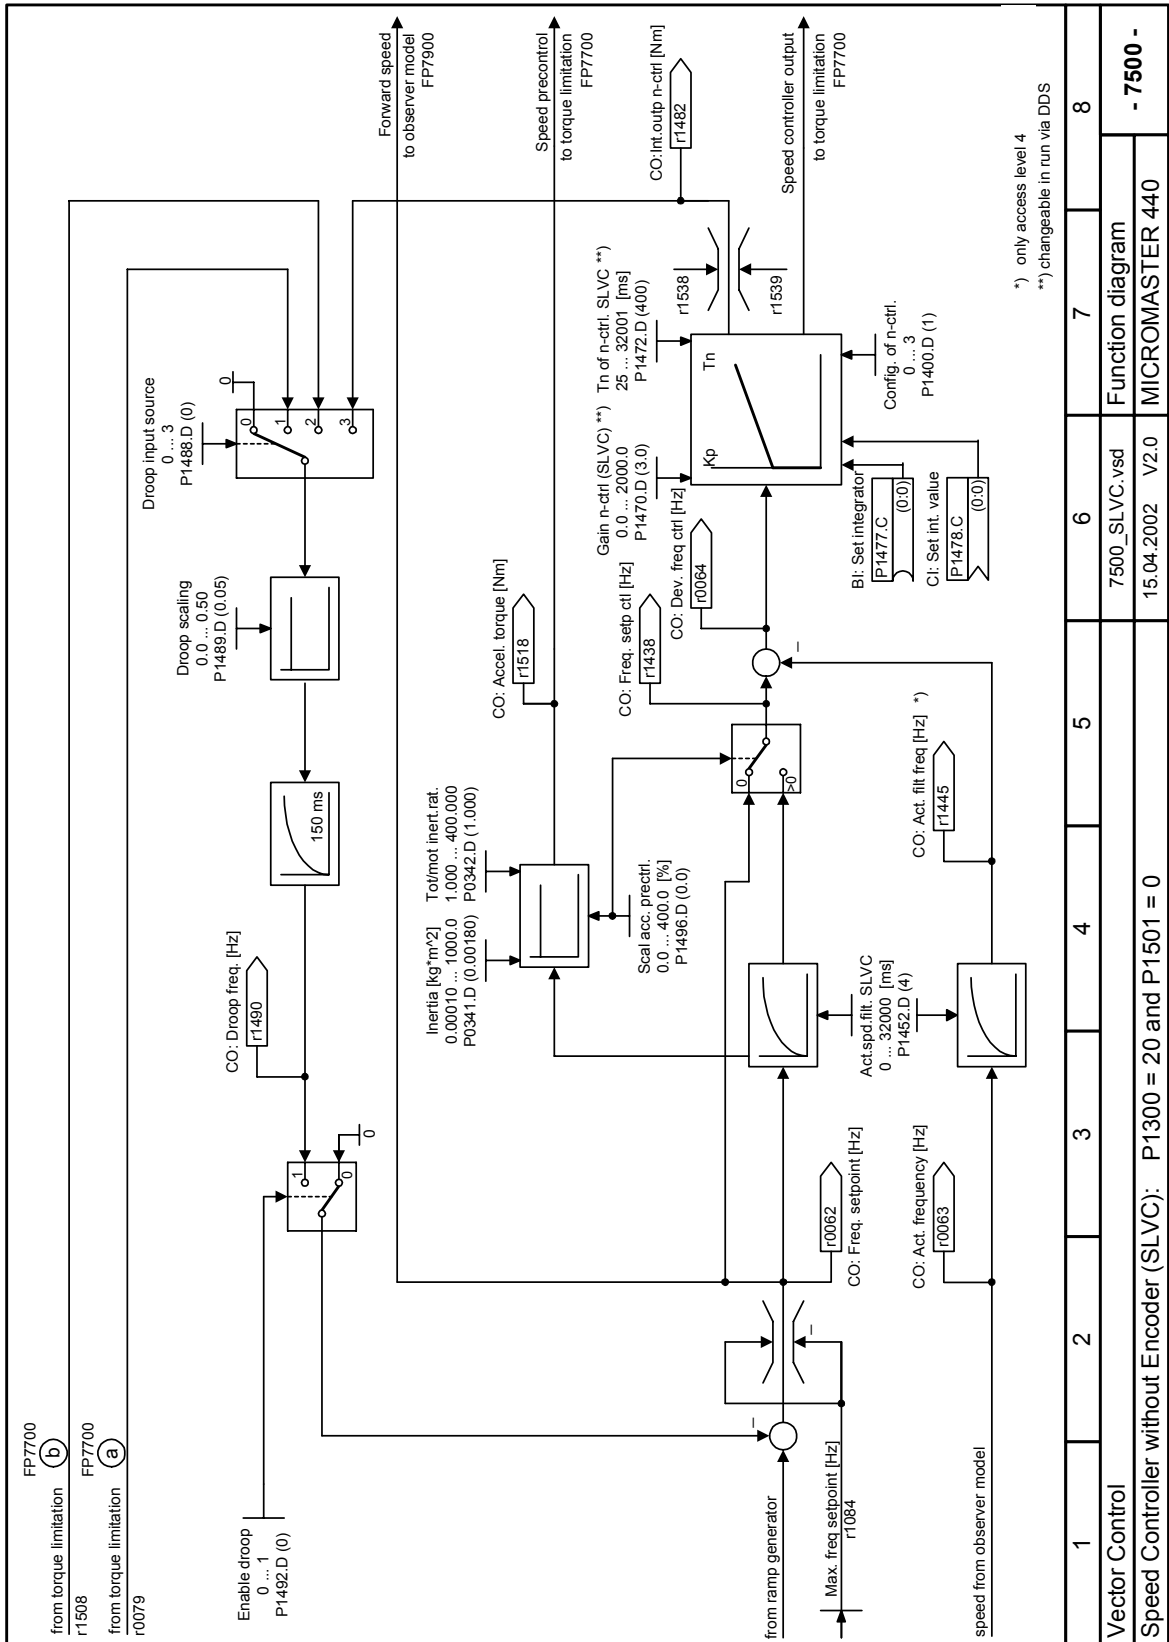 FP7700
from torque limitation
b
r1508
FP7700
from torque limitation
a
r0079
Enable droop
0 ... 1
P1492.D (0)
1
0
0
CO: Droop freq. [Hz]
r1490
150 ms
Droop scaling
0.0 ... 0.50
P1489.D (0.05)
Droop input source
0 ... 3
P1488.D (0)
0
0
1
2
3
Forward speed
to observer model
FP7900
Speed precontrol
to torque limitation
FP7700
CO:Int.outp n-ctrl [Nm]
r1482
Speed controller output
to torque limitation
FP7700
Inertia [kg*m^2]
0.00010 ... 1000.0
P0341.D (0.00180)
Tot/mot inert.rat.
1.000 ... 400.000
P0342.D (1.000)
CO: Accel. torque [Nm]
r1518
Scal acc. prectrl.
0.0 ... 400.0 [%]
P1496.D (0.0)
CO: Freq. setp ctl [Hz]
r1438
CO: Dev. freq ctrl [Hz]
r0064
Gain n-ctrl (SLVC) **)
0.0 ... 2000.0
P1470.D (3.0)
Tn of n-ctrl. SLVC **)
25 ... 32001 [ms]
P1472.D (400)
r1538
r1539
Kp
Tn
0
>0
from ramp generator
–
–
Max. freq setpoint [Hz]
r1084
r0062
CO: Freq. setpoint [Hz]
Act.spd.filt. SLVC
0 ... 32000 [ms]
P1452.D (4)
–
BI: Set integrator
P1477.C
(0:0)
CI: Set int. value
P1478.C
(0:0)
Config. of n-ctrl.
0 ... 3
P1400.D (1)
CO: Act. frequency [Hz]
r0063
CO: Act. filt freq [Hz] *)
r1445
speed from observer model
*) only access level 4
**) changeable in run via DDS
1
2
3
4
5
6
7
8
Vector Control
7500_SLVC.vsd
Function diagram
- 7500 -
Speed Controller without Encoder (SLVC): P1300 = 20 and P1501 = 0
15.04.2002 V2.0
MICROMASTER 440